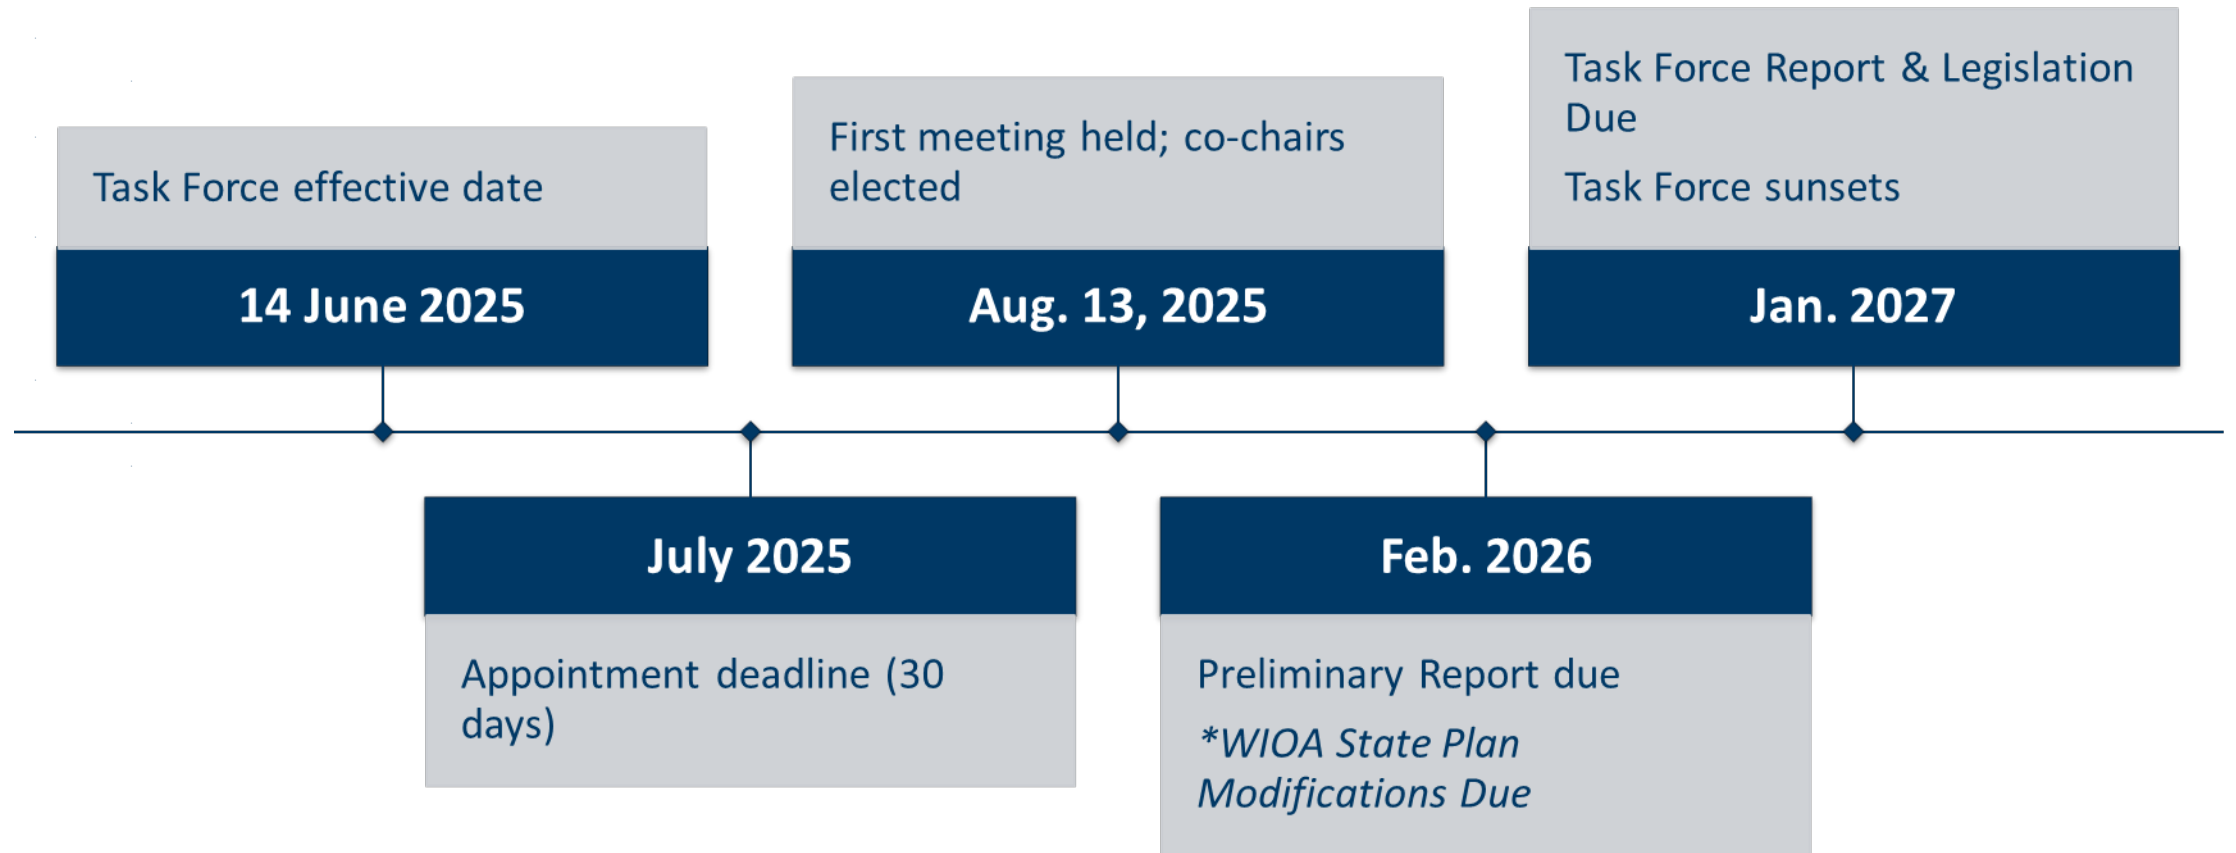 Task Force effective date
14 June 2025
July 2025
Appointment deadline (30
days)
First meeting held; co-chairs
elected
Aug. 13, 2025
Feb. 2026
Preliminary Report due
*WIOA State Plan
Modifications Due
Task Force Report & Legislation
Due
Task Force sunsets
Jan. 2027